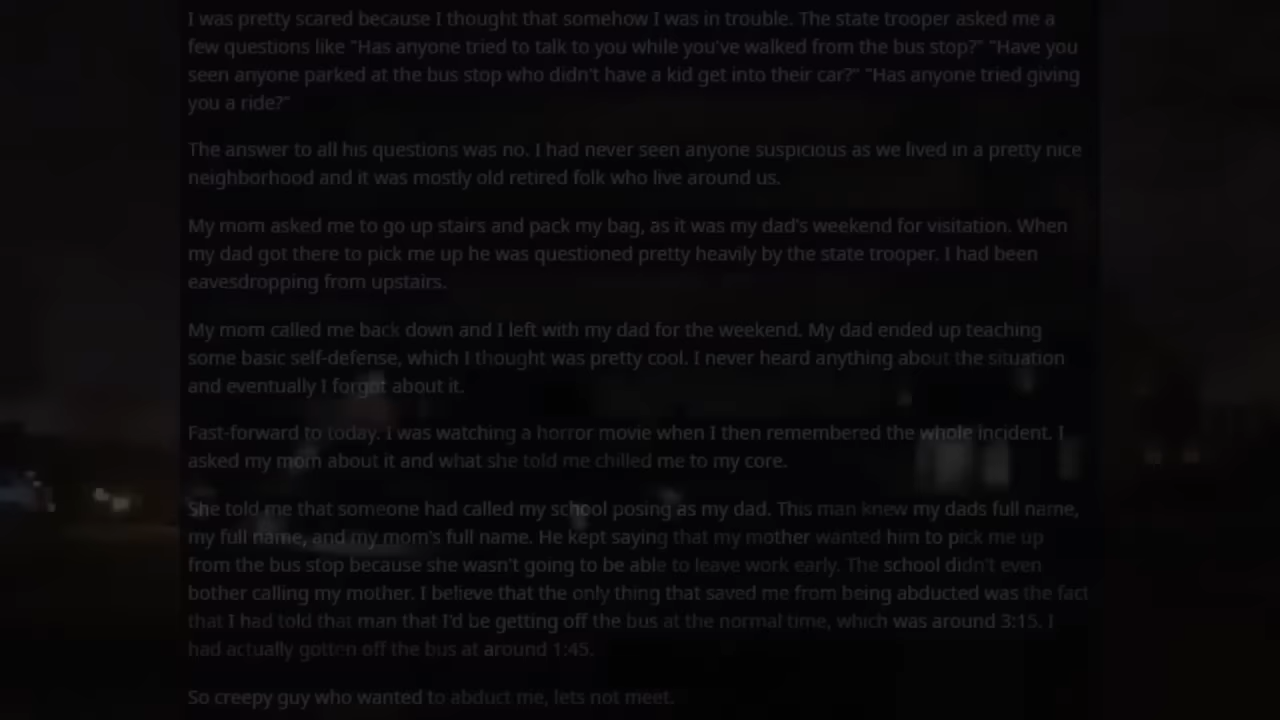 I was pretty scared because I thought that somehow I was in trouble. The state trooper asked me a
few questions like "Has anyone tried to talk to you while you've walked from the bus stop?" "Have you
seen anyone parked at the bus stop who didn't have a kid get into their car?" "Has anyone tried giving
you a ride?"
The answer to all his questions was no. I had never seen anyone suspicious as we lived in a pretty nice
neighborhood and it was mostly old retired folk who live around us.
My mom asked me to go up stairs and pack my bag, as it was my dad's weekend for visitation. When
my dad got there to pick me up he was questioned pretty heavily by the state trooper. I had been
eavesdropping from upstairs.
My mom called me back down and I left with my dad for the weekend. My dad ended up teaching
some basic self-defense, which I thought was pretty cool. I never heard anything about the situation
and eventually I forgot about it.
Fast-forward to today. I was watching a horror movie when I then remembered the whole incident. I
asked my mom about it and what she told me chilled me to my core.
She told me that someone had called my school posing as my dad. This man knew my dads full name,
my full name, and my mom's full name. He kept saying that my mother wanted him to pick me up
from the bus stop because she wasn't going to be able to leave work early. The school didn't even
bother calling my mother. I believe that the only thing that saved me from being abducted was the fact
that I had told that man that I'd be getting off the bus at the normal time, which was around 3:15. I
had actually gotten off the bus at around 1:45.
So creepy guy who wanted to abduct me, lets not meet.